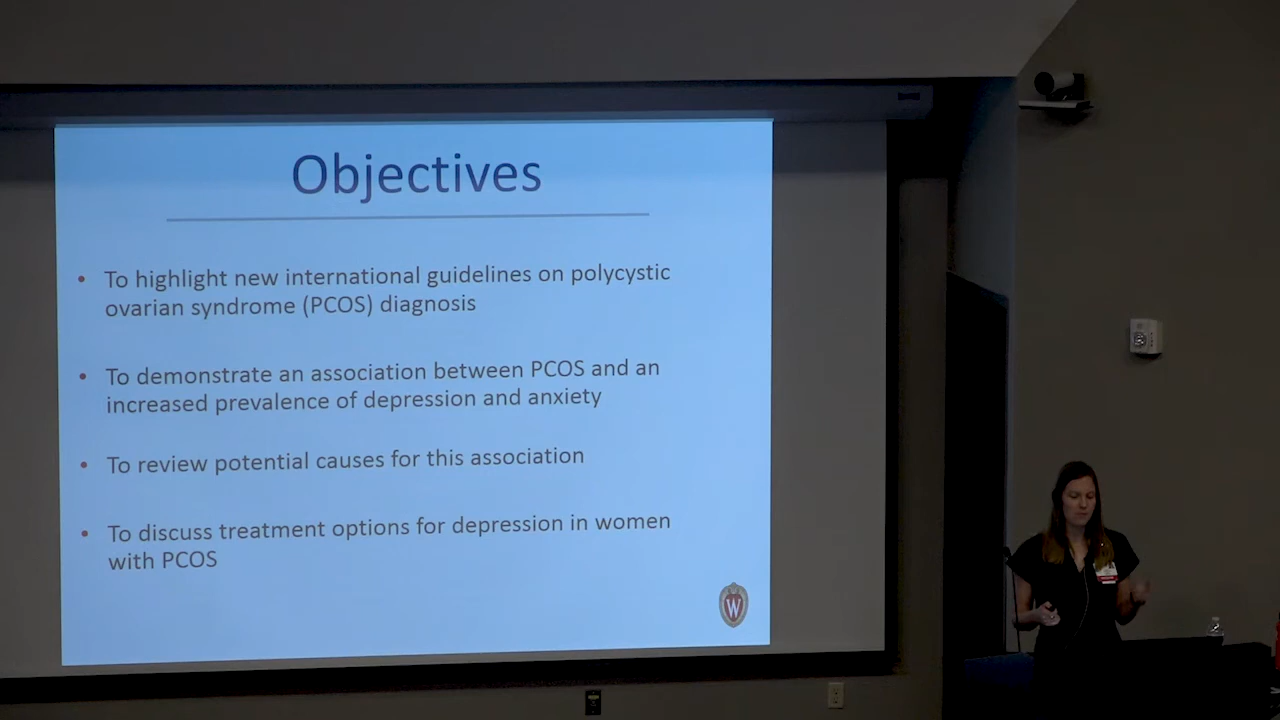 Objectives
• To highlight new international guidelines on polycystic
ovarian syndrome (PCOS) diagnosis
• To demonstrate an association between PCOS and an
increased prevalence of depression and anxiety
• To review potential causes for this association
• To discuss treatment options for depression in women
with PCOS
W